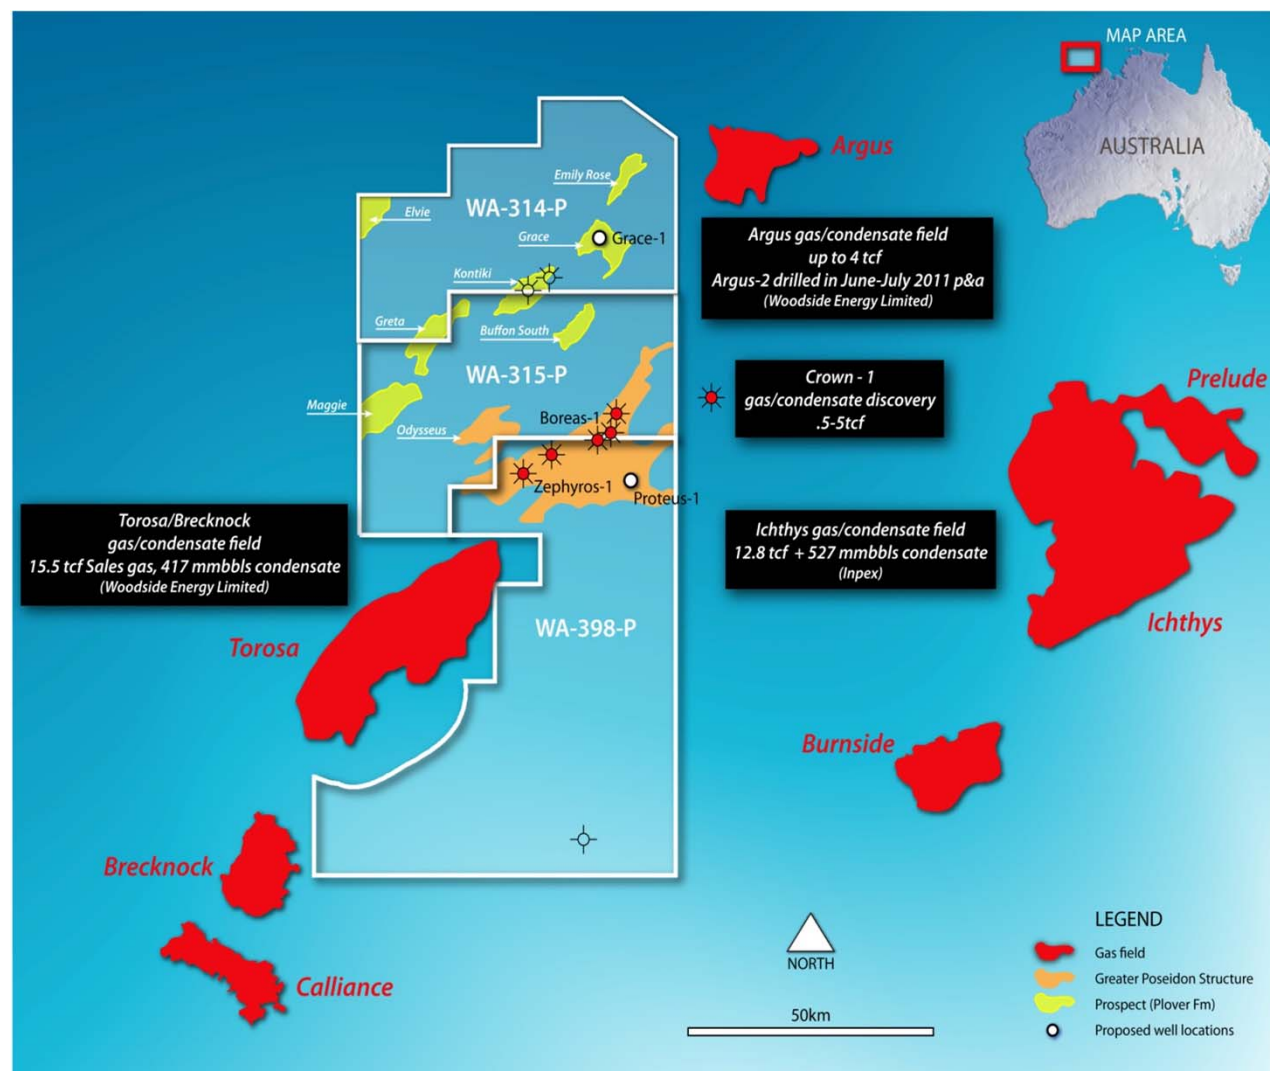 MAP AREA
AUSTRALIA
Argus
Emily Rose
Elvie
WA-314-P
Grace
Grace-1
Kontiki
Argus gas/condensate field
up to 4 tcf
Argus-2 drilled in June-July 2011 p&a
(Woodside Energy Limited)
Greta
Buffon South
WA-315-P
Crown - 1
gas/condensate discovery
.5-5tcf
Prelude
Maggie
Boreas-1
Odysseus
Zephyros-1
Proteus-1
Torosa/Brecknock
gas/condensate field
15.5 tcf Sales gas, 417 mmbbls condensate
(Woodside Energy Limited)
Ichthys gas/condensate field
12.8 tcf + 527 mmbbls condensate
(Inpex)
Ichthys
WA-398-P
Torosa
Burnside
Brecknock
Calliance
NORTH
50km
LEGEND
Gas field
Greater Poseidon Structure
Prospect (Plover Fm)
Proposed well locations